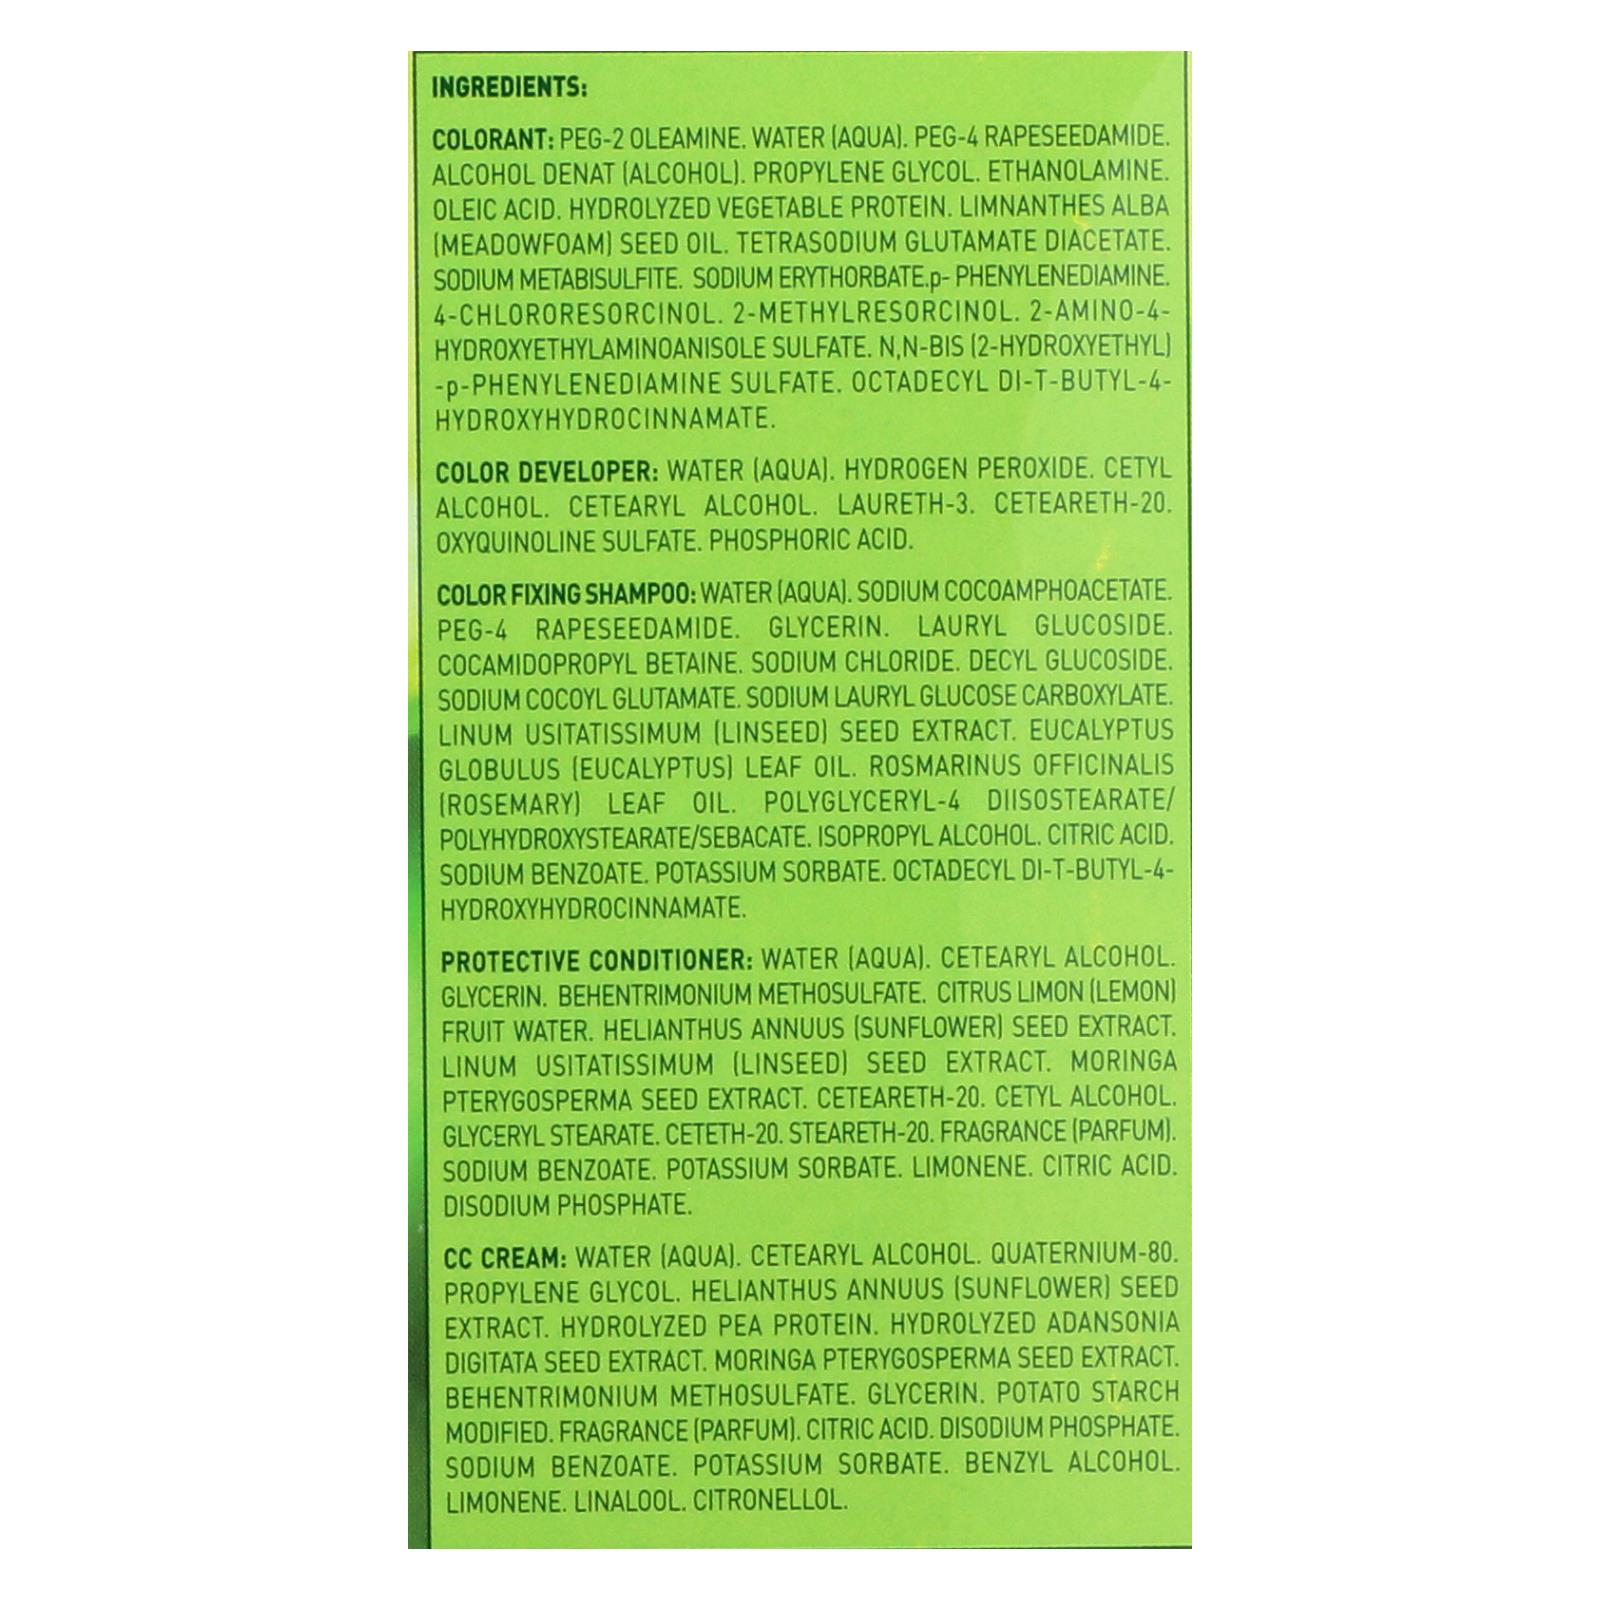 INGREDIENTS:
COLORANT: PEG-2 OLEAMINE. WATER (AQUA). PEG-4 RAPESEEDAMIDE.
ALCOHOL DENAT (ALCOHOL). PROPYLENE GLYCOL. ETHANOLAMINE.
OLEIC ACID. HYDROLYZED VEGETABLE PROTEIN. LIMNANTHES ALBA
(MEADOWFOAM) SEED OIL. TETRASODIUM GLUTAMATE DIACETATE.
SODIUM METABISULFITE. SODIUM ERYTHORBATE.p- PHENYLENEDIAMINE.
4-CHLORORESORCINOL. 2-METHYLRESORCINOL. 2-AMINO-4-
HYDROXYETHYLAMINOANISOLE SULFATE. N,N-BIS (2-HYDROXYETHYL)
-p-PHENYLENEDIAMINE SULFATE. OCTADECYL DI-T-BUTYL-4-
HYDROXYHYDROCINNAMATE.
COLOR DEVELOPER: WATER (AQUA). HYDROGEN PEROXIDE. CETYL
ALCOHOL. CETEARYL ALCOHOL. LAURETH-3. CETEARETH-20.
OXYQUINOLINE SULFATE. PHOSPHORIC ACID.
COLOR FIXING SHAMPOO: WATER (AQUA). SODIUM COCOAMPHOACETATE.
PEG-4 RAPESEEDAMIDE. GLYCERIN. LAURYL GLUCOSIDE.
COCAMIDOPROPYL BETAINE. SODIUM CHLORIDE. DECYL GLUCOSIDE.
SODIUM COCOYL GLUTAMATE. SODIUM LAURYL GLUCOSE CARBOXYLATE.
LINUM USITATISSIMUM (LINSEED) SEED EXTRACT. EUCALYPTUS
GLOBULUS (EUCALYPTUS) LEAF OIL. ROSMARINUS OFFICINALIS
(ROSEMARY) LEAF OIL. POLYGLYCERYL-4 DIISOSTEARATE/
POLYHYDROXYSTEARATE/SEBACATE. ISOPROPYL ALCOHOL. CITRIC ACID.
SODIUM BENZOATE. POTASSIUM SORBATE. OCTADECYL DI-T-BUTYL-4-
HYDROXYHYDROCINNAMATE.
PROTECTIVE CONDITIONER: WATER (AQUA). CETEARYL ALCOHOL.
GLYCERIN. BEHENTRIMONIUM METHOSULFATE. CITRUS LIMON (LEMON)
FRUIT WATER. HELIANTHUS ANNUUS (SUNFLOWER) SEED EXTRACT.
LINUM USITATISSIMUM (LINSEED) SEED EXTRACT. MORINGA
PTERYGOSPERMA SEED EXTRACT. CETEARETH-20. CETYL ALCOHOL.
GLYCERYL STEARATE. CETETH-20. STEARETH-20. FRAGRANCE (PARFUM).
SODIUM BENZOATE. POTASSIUM SORBATE. LIMONENE. CITRIC ACID.
DISODIUM PHOSPHATE.
CC CREAM: WATER (AQUA). CETEARYL ALCOHOL. QUATERNIUM-80.
PROPYLENE GLYCOL. HELIANTHUS ANNUUS (SUNFLOWER) SEED
EXTRACT. HYDROLYZED PEA PROTEIN. HYDROLYZED ADANSONIA
DIGITATA SEED EXTRACT. MORINGA PTERYGOSPERMA SEED EXTRACT.
BEHENTRIMONIUM METHOSULFATE. GLYCERIN. POTATO STARCH
MODIFIED. FRAGRANCE (PARFUM). CITRIC ACID. DISODIUM PHOSPHATE.
SODIUM BENZOATE. POTASSIUM SORBATE. BENZYL ALCOHOL.
LIMONENE. LINALOOL. CITRONELLOL.